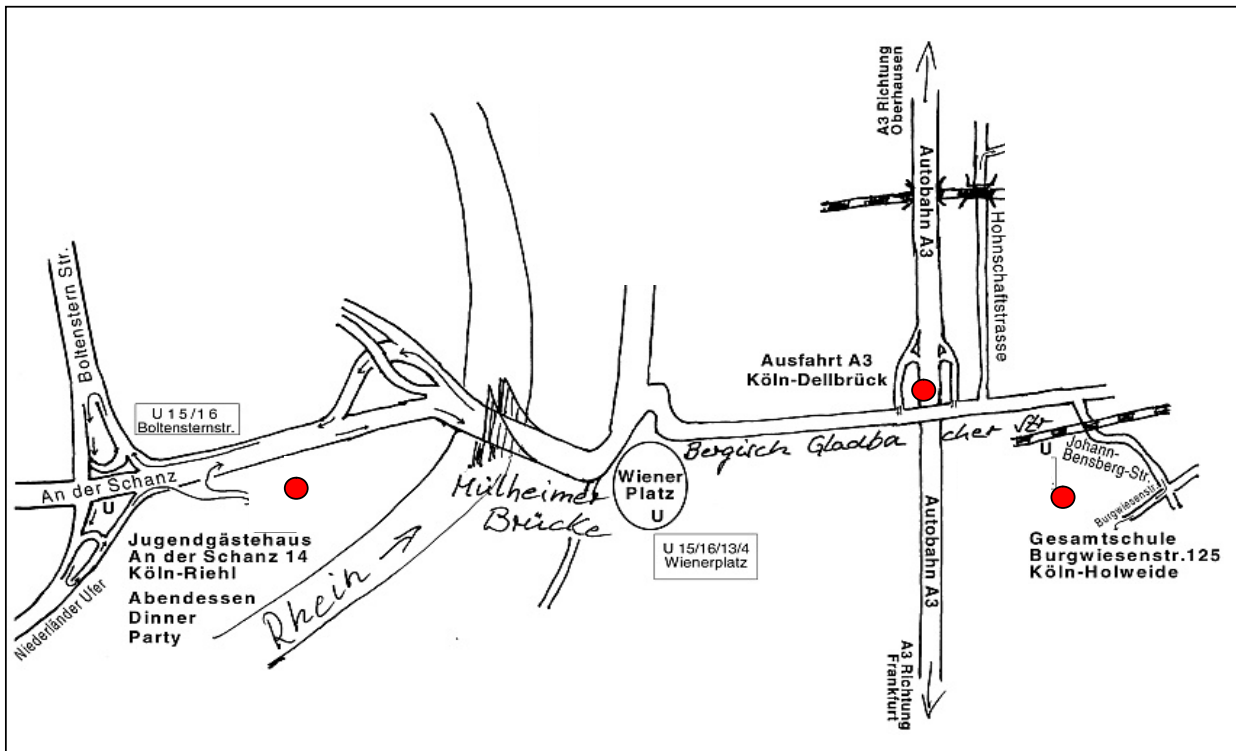 A3 Richtung
Oberhausen
Autobahn A3
Hohnschaftstrasse
Boltenstern Str.
Ausfahrt A3
Köln-Dellbrück
U 15/16
Boltensternstr.
An der Schanz
U
Jugendgästehaus
An der Schanz 14
Köln-Riehl
Abendessen
Dinner
Party
Niederländer Ufer
Rhein
Mülheimer
Brücke
Wiener
Platz
U
U 15/16/13/4
Wienerplatz
Bergisch Gladbacher Str
U
Johann-
Bensberg-Str.
Burgwiesenstr.
Gesamtschule
Burgwiesenstr.125
Köln-Holweide
Autobahn A3
A3 Richtung
Frankfurt